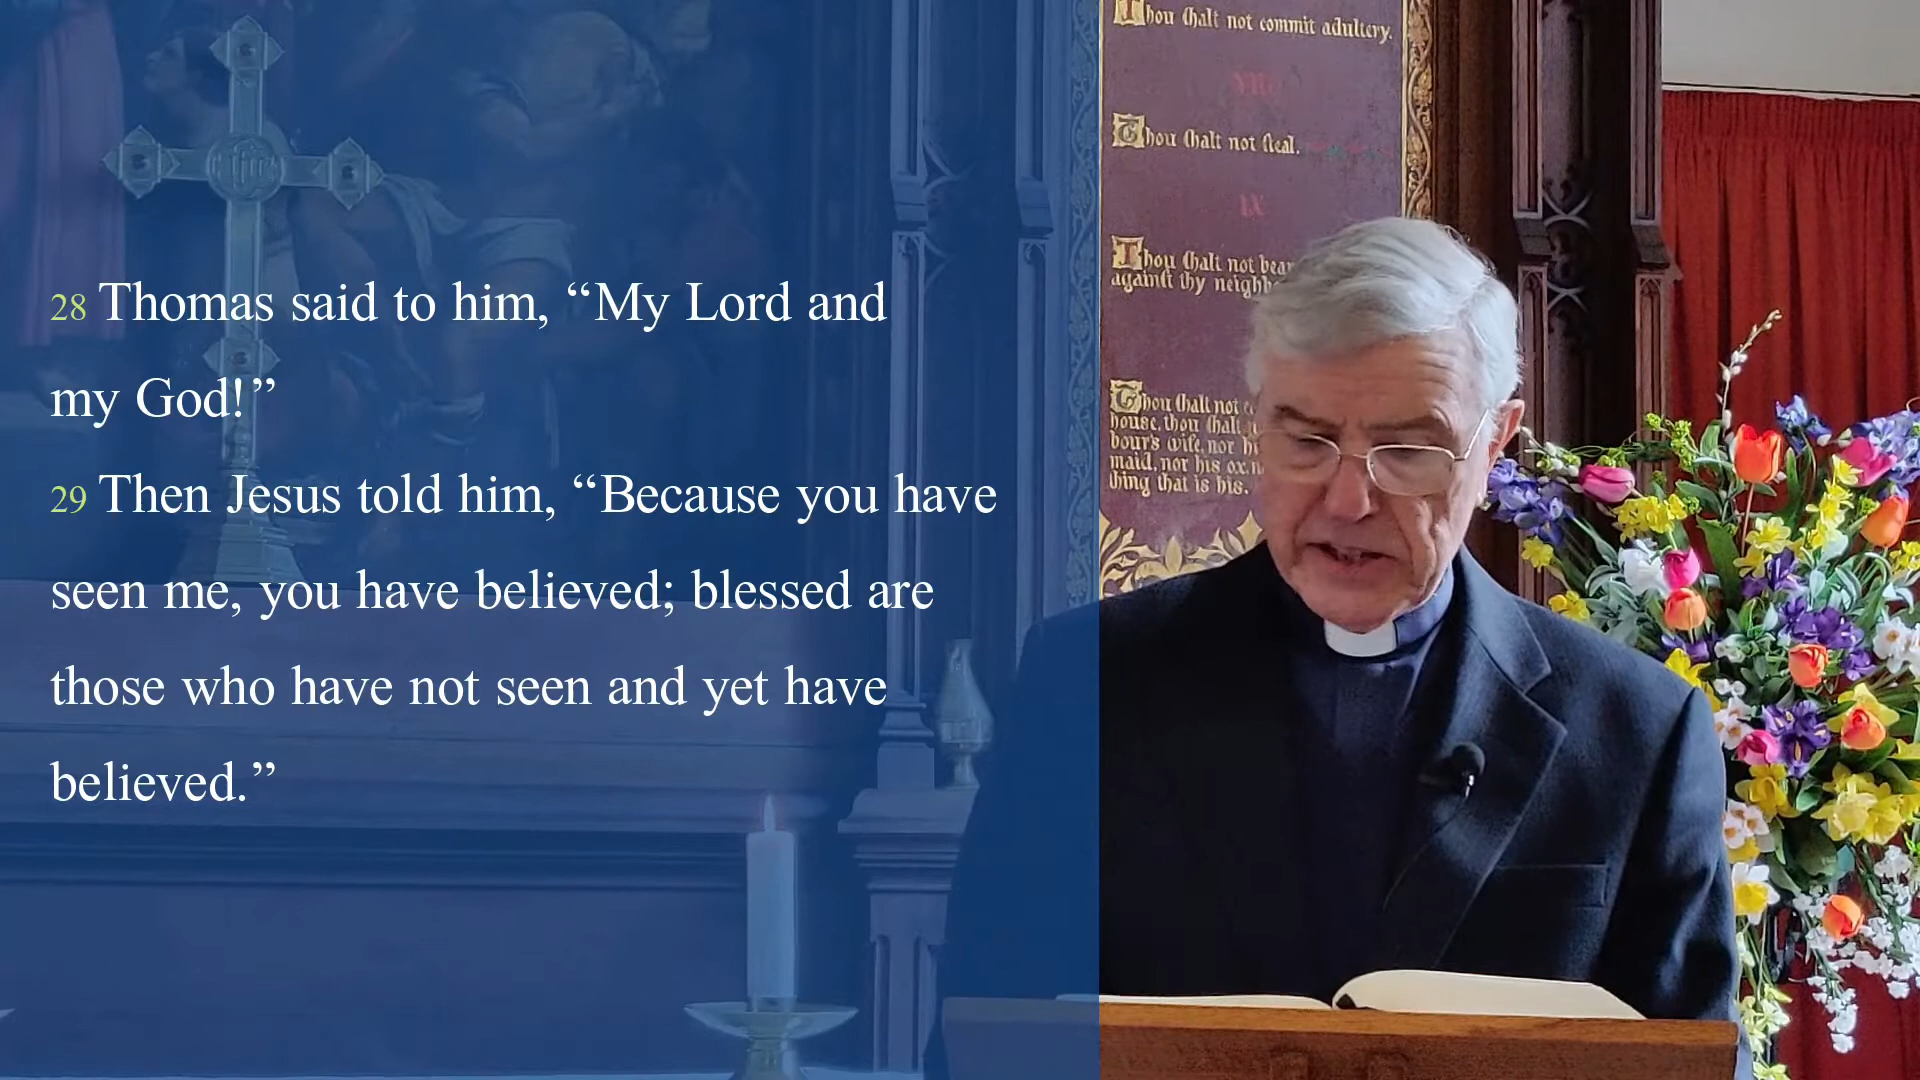 28 Thomas said to him, “My Lord and
my God!”
29 Then Jesus told him, “Because you have
seen me, you have believed; blessed are
those who have not seen and yet have
believed.”
Thou shalt not commit adultery.
VIII
Thou shalt not steal.
IX
Thou shalt not bear
against thy neighb
Thou shalt not
house, thou shalt
bour's wife, nor
maid, nor his ox,
thing that is his.
IHS